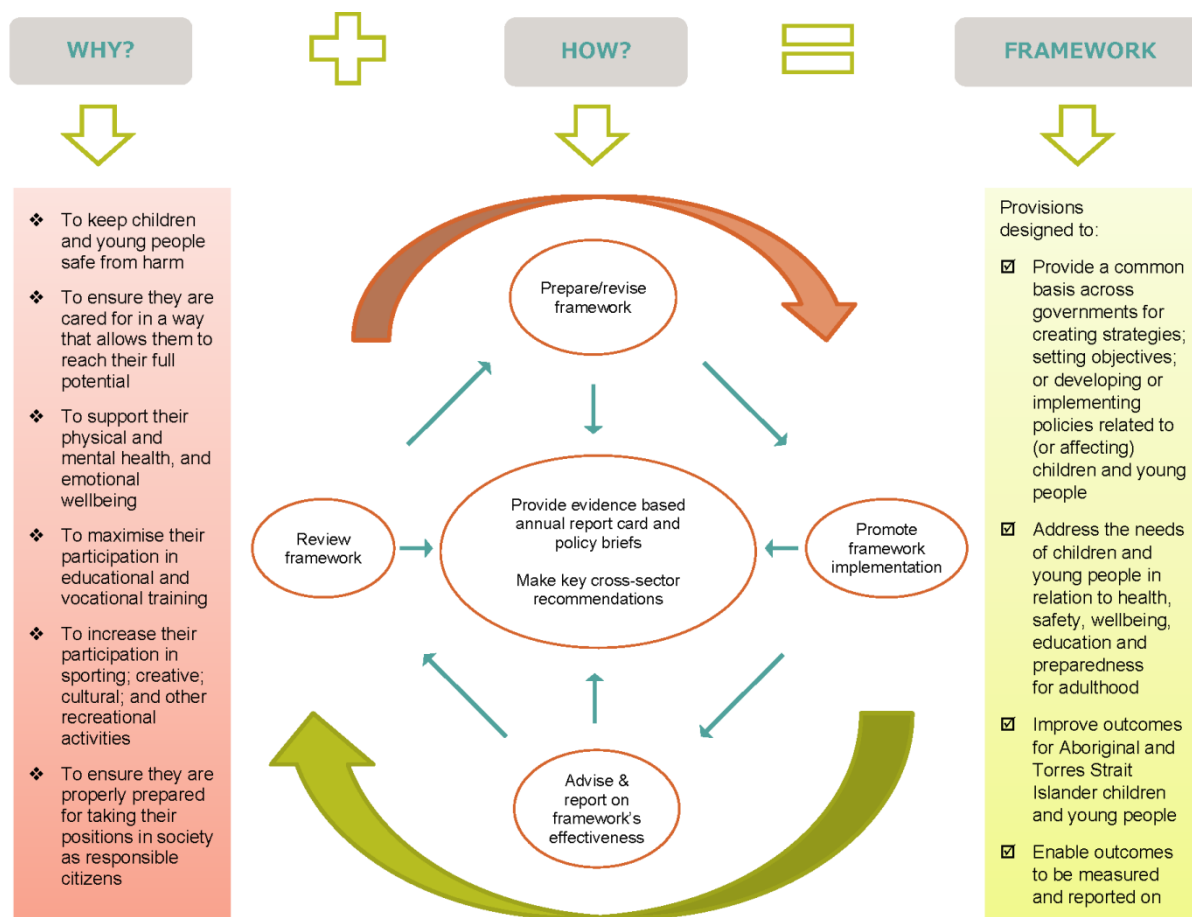 WHY?
HOW?
FRAMEWORK
❖ To keep children
and young people
safe from harm
❖ To ensure they are
cared for in a way
that allows them to
reach their full
potential
❖ To support their
physical and
mental health, and
emotional
wellbeing
❖ To maximise their
participation in
educational and
vocational training
❖ To increase their
participation in
sporting; creative;
cultural; and other
recreational
activities
❖ To ensure they are
properly prepared
for taking their
positions in society
as responsible
citizens
Prepare/revise
framework
Review
framework
Provide evidence based
annual report card and
policy briefs
Make key cross-sector
recommendations
Promote
framework
implementation
Advise &
report on
framework's
effectiveness
Provisions
designed to:
☑ Provide a common
basis across
governments for
creating strategies;
setting objectives;
or developing or
implementing
policies related to
(or affecting)
children and young
people
☑ Address the needs
of children and
young people in
relation to health,
safety, wellbeing,
education and
preparedness
for adulthood
☑ Improve outcomes
for Aboriginal and
Torres Strait
Islander children
and young people
☑ Enable outcomes
to be measured
and reported on